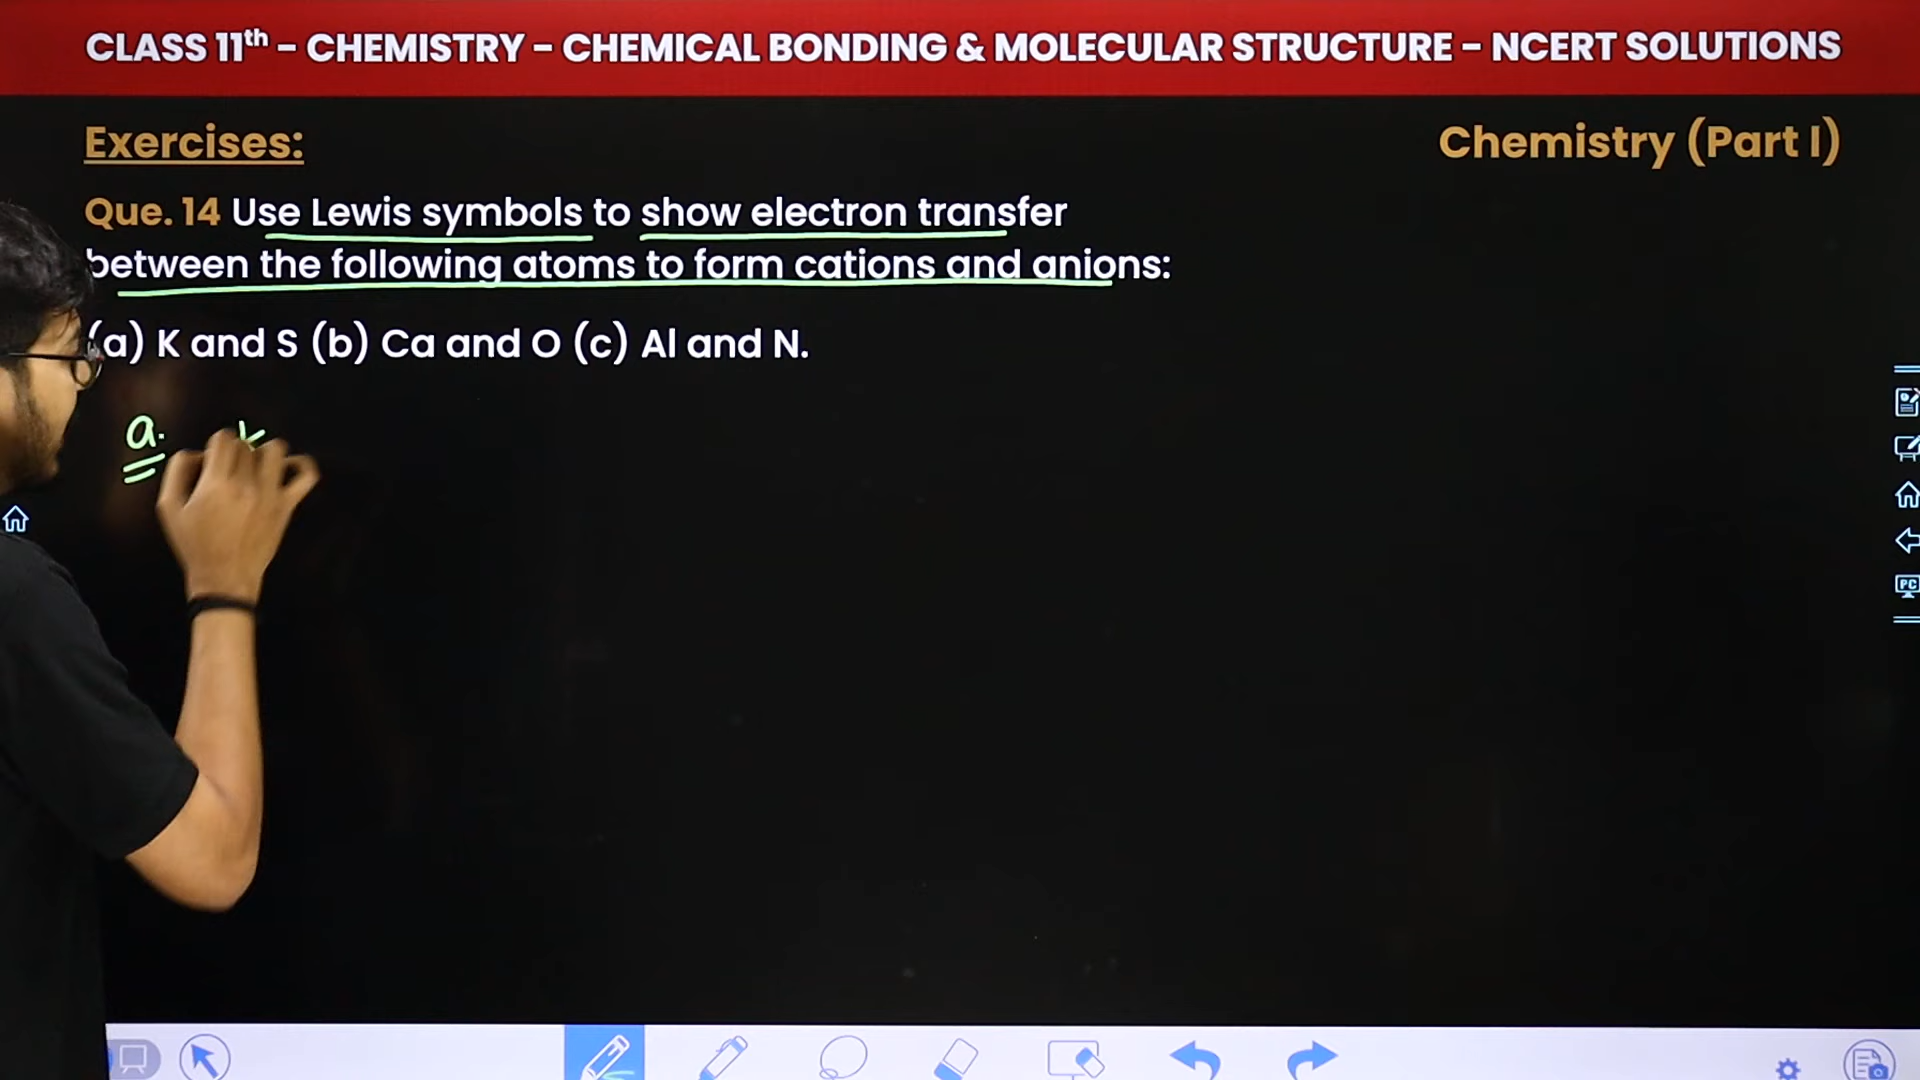 CLASS 11th – CHEMISTRY – CHEMICAL BONDING & MOLECULAR STRUCTURE – NCERT SOLUTIONS
Exercises:
Chemistry (Part I)
Que. 14 Use Lewis symbols to show electron transfer
between the following atoms to form cations and anions:
(a) K and S (b) Ca and O (c) Al and N.
a.
PC